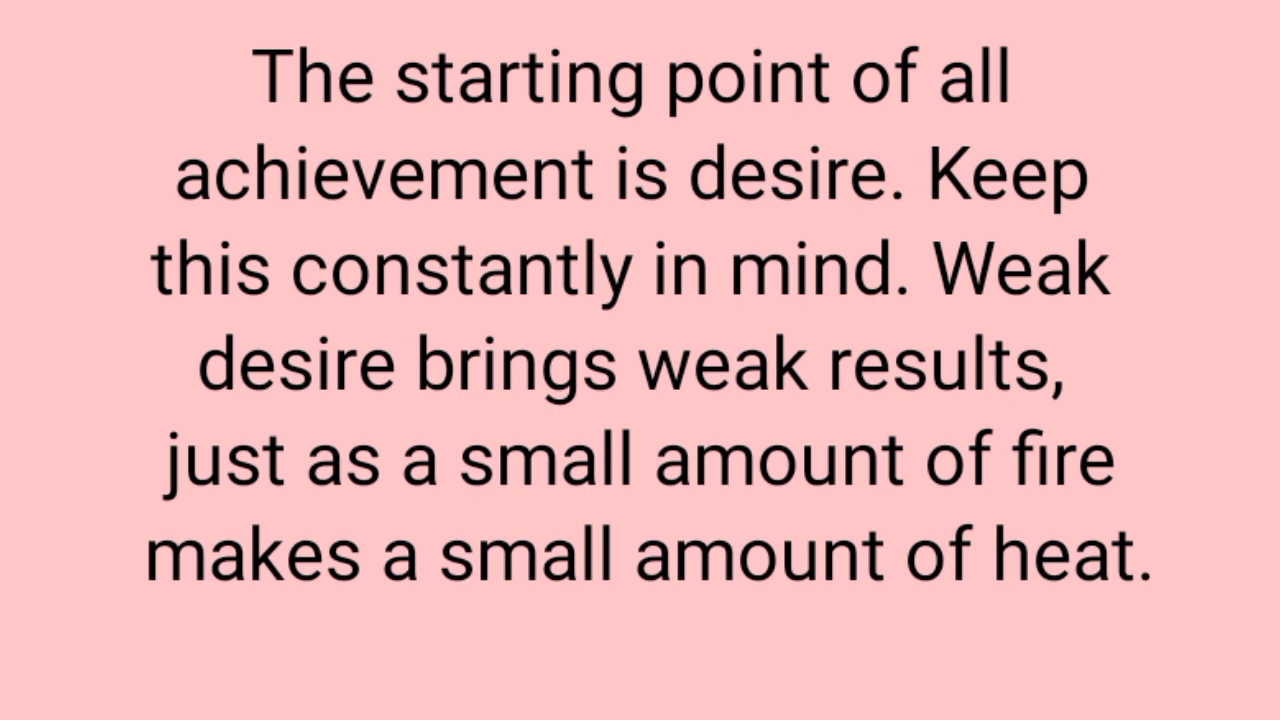 The starting point of all
achievement is desire. Keep
this constantly in mind. Weak
desire brings weak results,
just as a small amount of fire
makes a small amount of heat.